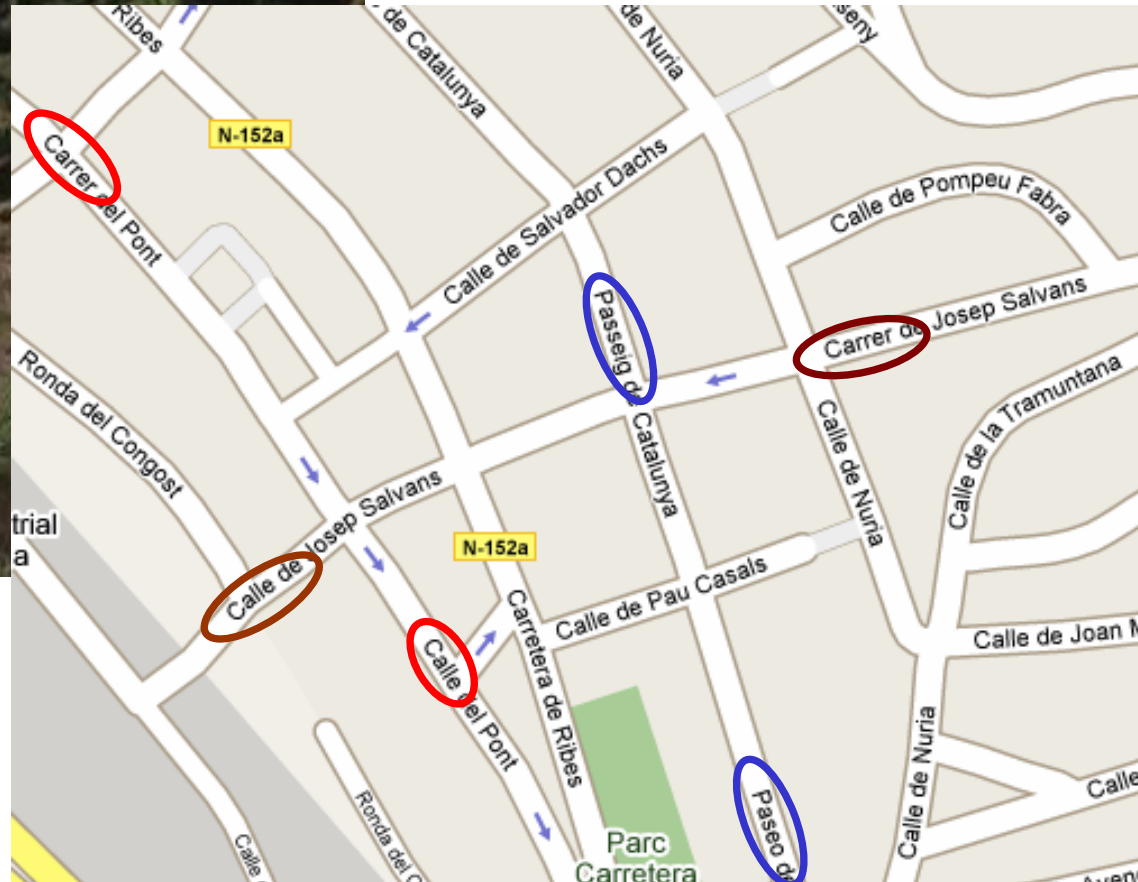 Ribes
de Catalunya
de Nuria
seny
N-152a
Carrer del Pont
Calle de Salvador Dachs
Calle de Pompeu Fabra
Passeig de Catalunya
Carrer de Josep Salvans
Ronda del Congost
Calle de la Tramuntana
Calle de Nuria
trial
a
Calle de Josep Salvans
N-152a
Calle de Pau Casals
Carretera de Ribes
Calle del Pont
Calle de Joan M
Calle de Nuria
Calle
Paseo de
Ronda del C
Calle
Parc
Carretera
Aven